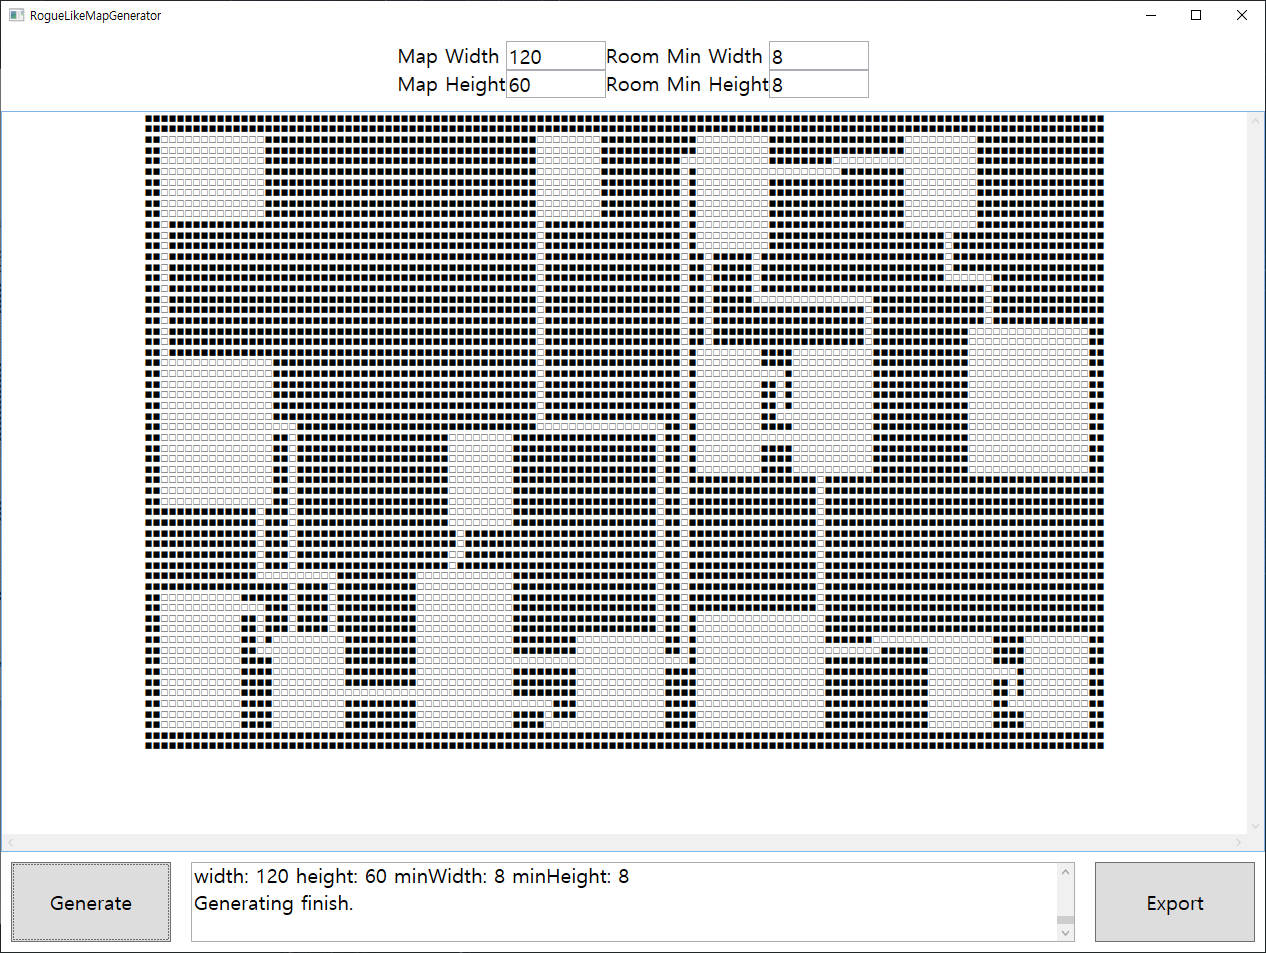 RogueLikeMapGenerator
Map Width 120 Room Min Width 8
Map Height 60 Room Min Height 8
Generate
width: 120 height: 60 minWidth: 8 minHeight: 8
Generating finish.
Export